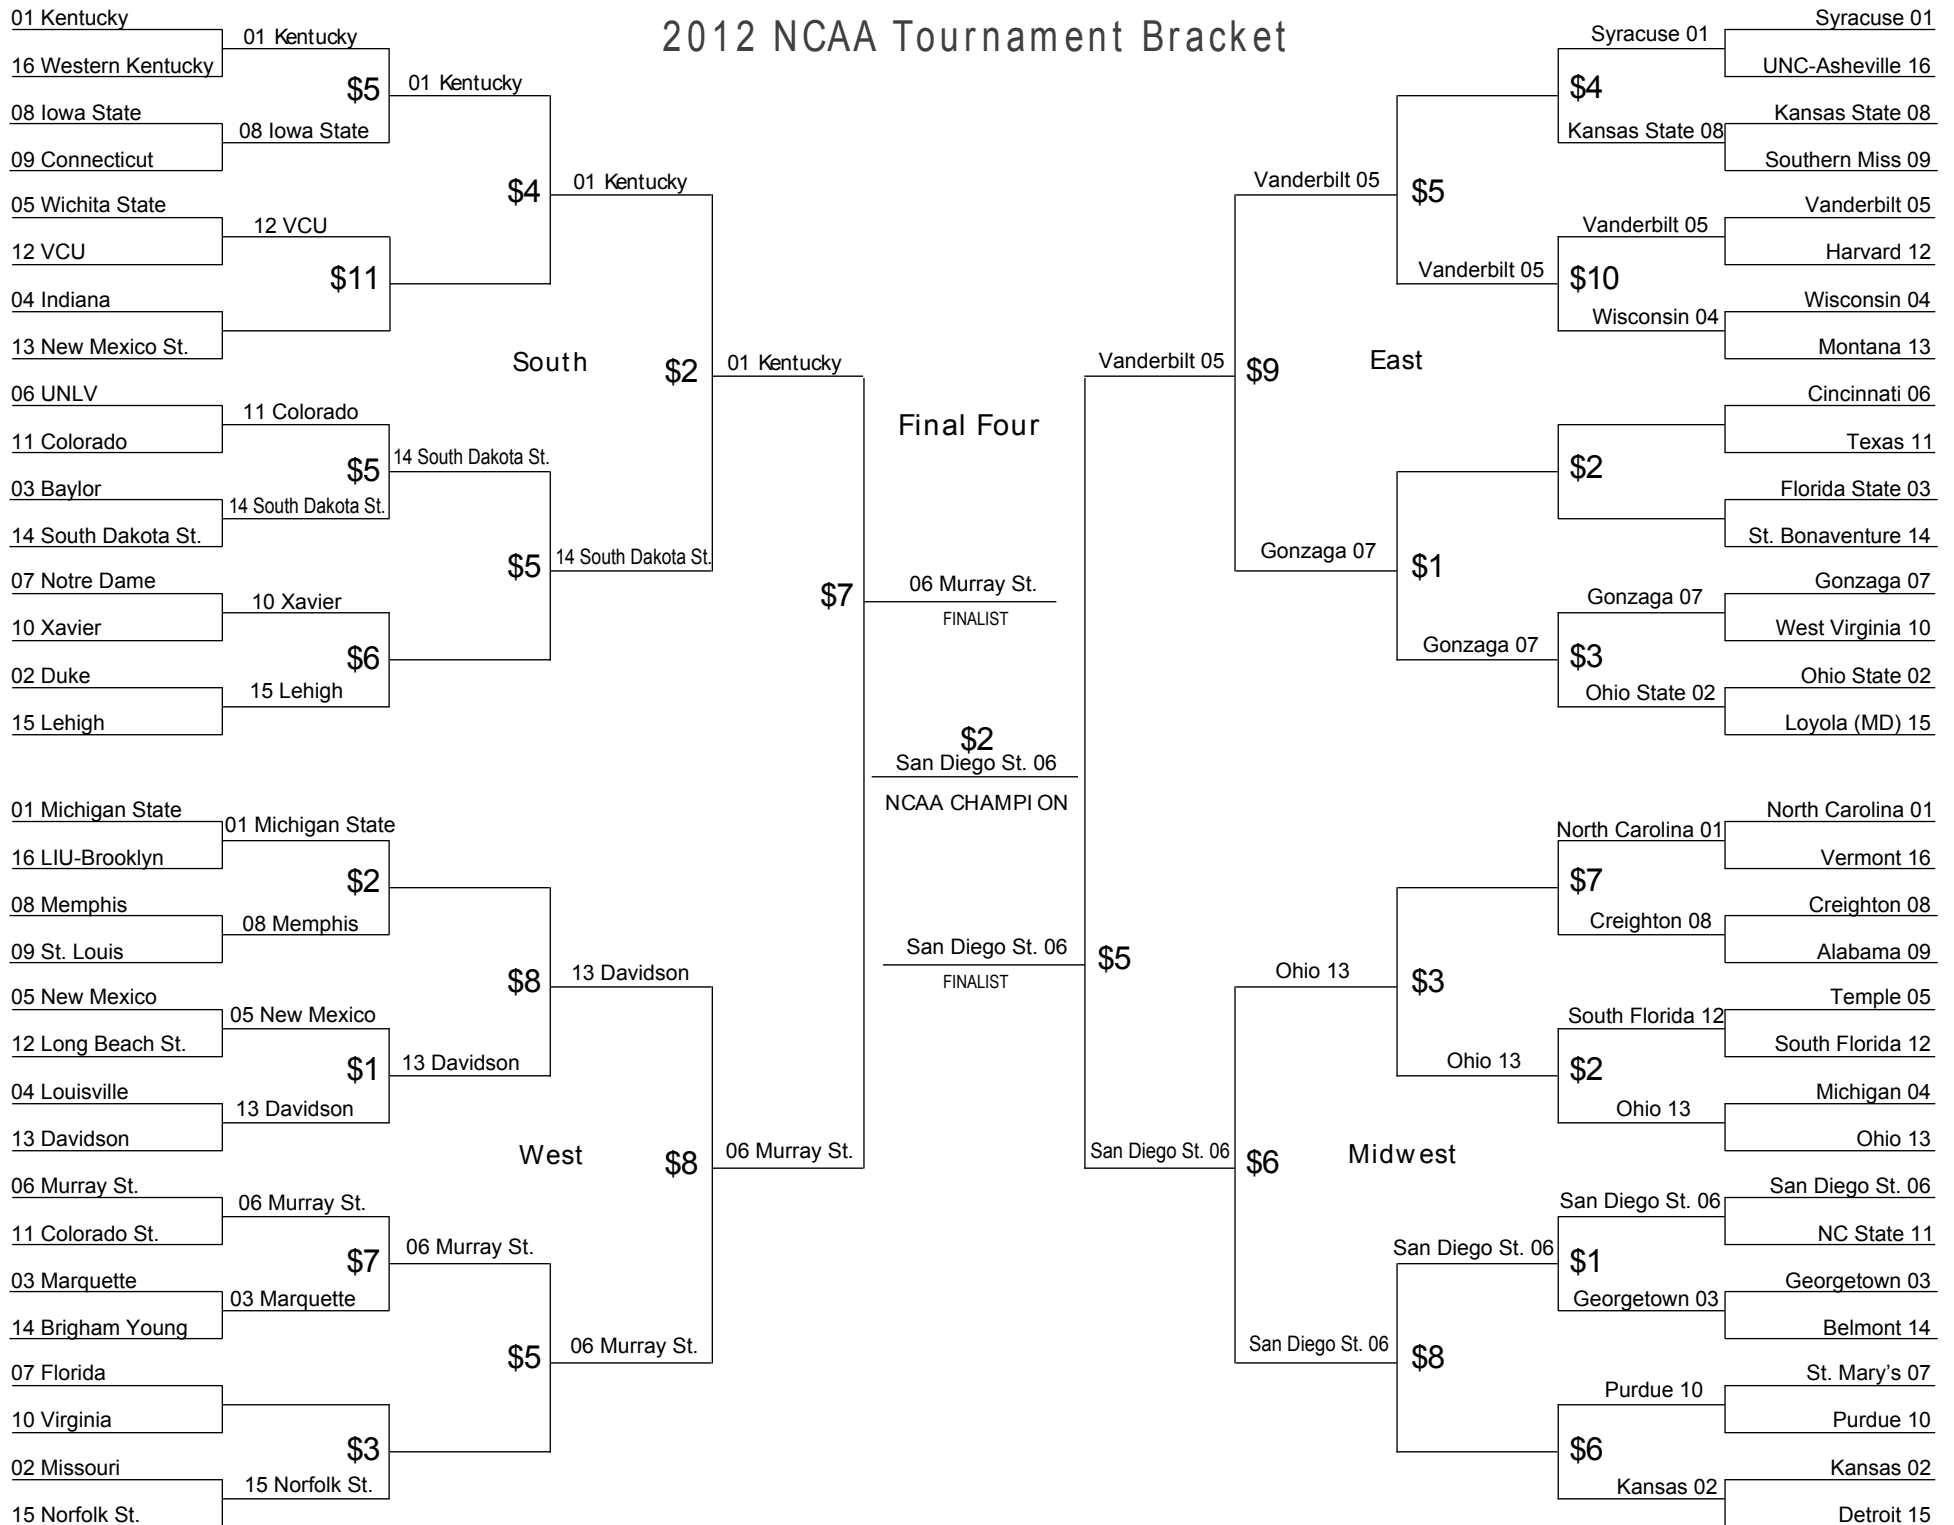 2012 NCAA Tournament Bracket
01 Kentucky
16 Western Kentucky
08 Iowa State
09 Connecticut
05 Wichita State
12 VCU
04 Indiana
13 New Mexico St.
06 UNLV
11 Colorado
03 Baylor
14 South Dakota St.
07 Notre Dame
10 Xavier
02 Duke
15 Lehigh
01 Kentucky
$5
08 Iowa State
12 VCU
$11
11 Colorado
$5
14 South Dakota St.
10 Xavier
$6
15 Lehigh
01 Kentucky
$4
14 South Dakota St.
$5
01 Kentucky
South
$2
14 South Dakota St.
01 Kentucky
01 Michigan State
16 LIU-Brooklyn
08 Memphis
09 St. Louis
05 New Mexico
12 Long Beach St.
04 Louisville
13 Davidson
06 Murray St.
11 Colorado St.
03 Marquette
14 Brigham Young
07 Florida
10 Virginia
02 Missouri
15 Norfolk St.
01 Michigan State
$2
08 Memphis
05 New Mexico
$1
13 Davidson
06 Murray St.
$7
03 Marquette
$3
15 Norfolk St.
$8
13 Davidson
06 Murray St.
$5
13 Davidson
West
$8
06 Murray St.
06 Murray St.
Final Four
$7
06 Murray St.
FINALIST
$2
San Diego St. 06
NCAA CHAMPION
San Diego St. 06
FINALIST
$5
Vanderbilt 05
Vanderbilt 05
$9
East
Gonzaga 07
$5
Vanderbilt 05
$1
Gonzaga 07
Syracuse 01
$4
Kansas State 08
Vanderbilt 05
$10
Wisconsin 04
$2
Gonzaga 07
$3
Ohio State 02
Syracuse 01
UNC-Asheville 16
Kansas State 08
Southern Miss 09
Vanderbilt 05
Harvard 12
Wisconsin 04
Montana 13
Cincinnati 06
Texas 11
Florida State 03
St. Bonaventure 14
Gonzaga 07
West Virginia 10
Ohio State 02
Loyola (MD) 15
San Diego St. 06
Ohio 13
$6
Midwest
San Diego St. 06
$3
Ohio 13
San Diego St. 06
$8
North Carolina 01
$7
Creighton 08
South Florida 12
$2
Ohio 13
San Diego St. 06
$1
Georgetown 03
Purdue 10
$6
Kansas 02
North Carolina 01
Vermont 16
Creighton 08
Alabama 09
Temple 05
South Florida 12
Michigan 04
Ohio 13
San Diego St. 06
NC State 11
Georgetown 03
Belmont 14
St. Mary’s 07
Purdue 10
Kansas 02
Detroit 15